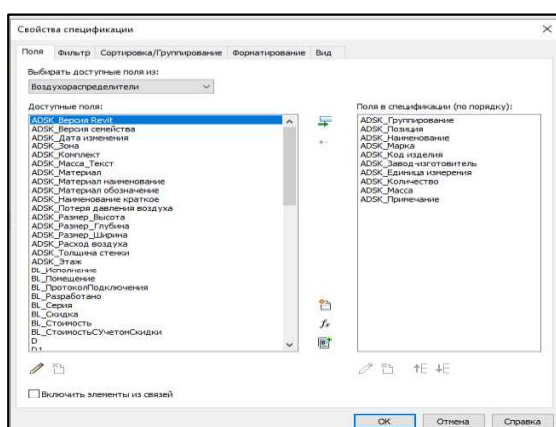 Свойства спецификации
Поля Фильтр Сортировка/Группирование Форматирование Вид
Выбирать доступные поля из:
Воздухораспределители
Доступные поля:
ADSK_Версия Revit
ADSK_Версия семейства
ADSK_Дата изменения
ADSK_Зона
ADSK_Комплект
ADSK_Масса_Текст
ADSK_Материал
ADSK_Материал наименование
ADSK_Материал обозначение
ADSK_Наименование краткое
ADSK_Потеря давления воздуха
ADSK_Размер_Высота
ADSK_Размер_Глубина
ADSK_Размер_Ширина
ADSK_Расход воздуха
ADSK_Толщина стенки
ADSK_Этаж
BL_Исполнение
BL_Помещение
BL_ПротоколПодключения
BL_Разработано
BL_Серия
BL_Скидка
BL_Стоимость
BL_СтоимостьСУчетомСкидки
D
D1
Поля в спецификации (по порядку):
ADSK_Группирование
ADSK_Позиция
ADSK_Наименование
ADSK_Марка
ADSK_Код изделия
ADSK_Завод-изготовитель
ADSK_Единица измерения
ADSK_Количество
ADSK_Масса
ADSK_Примечание
fx
Включить элементы из связей
OK Отмена Справка